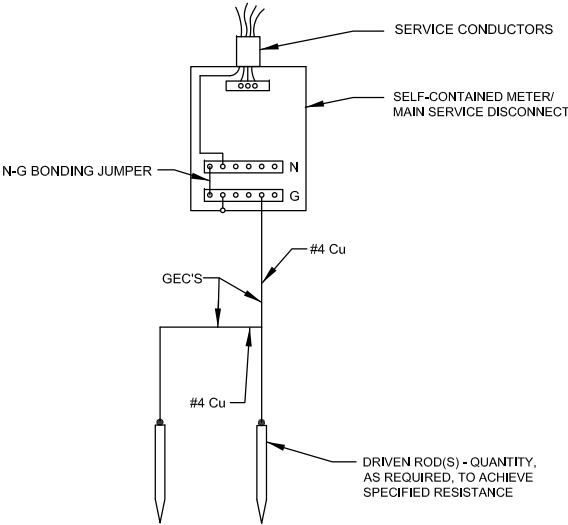 SERVICE CONDUCTORS
SELF-CONTAINED METER/
MAIN SERVICE DISCONNECT
N-G BONDING JUMPER
N
G
#4 Cu
GEC'S
#4 Cu
DRIVEN ROD(S) - QUANTITY,
AS REQUIRED, TO ACHIEVE
SPECIFIED RESISTANCE